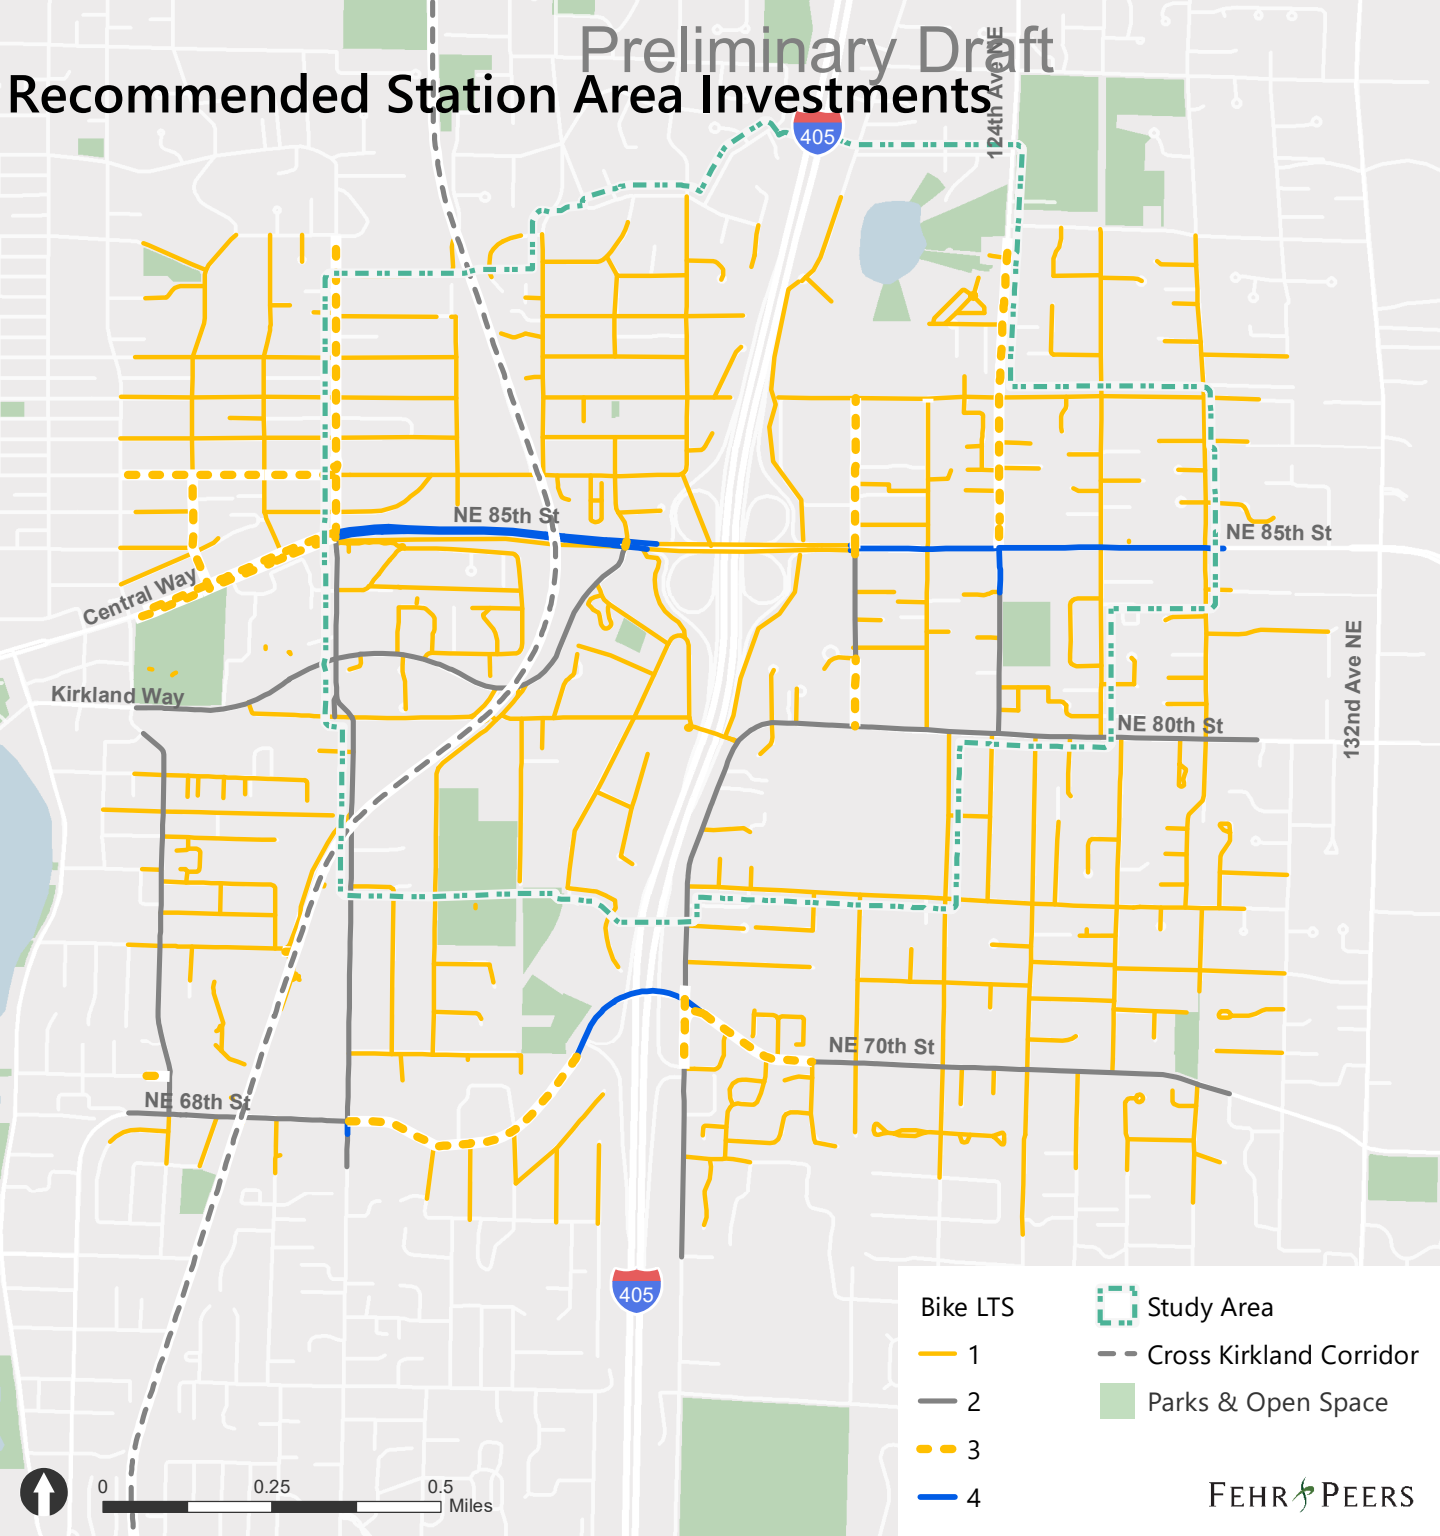 Preliminary Draft
Recommended Station Area Investments
124th Ave NE
405
NE 85th St
NE 85th St
Central Way
Kirkland Way
132nd Ave NE
NE 80th St
NE 70th St
NE 68th St
405
Bike LTS
1
2
3
4
Study Area
Cross Kirkland Corridor
Parks & Open Space
0 0.25 0.5
Miles
FEHR PEERS